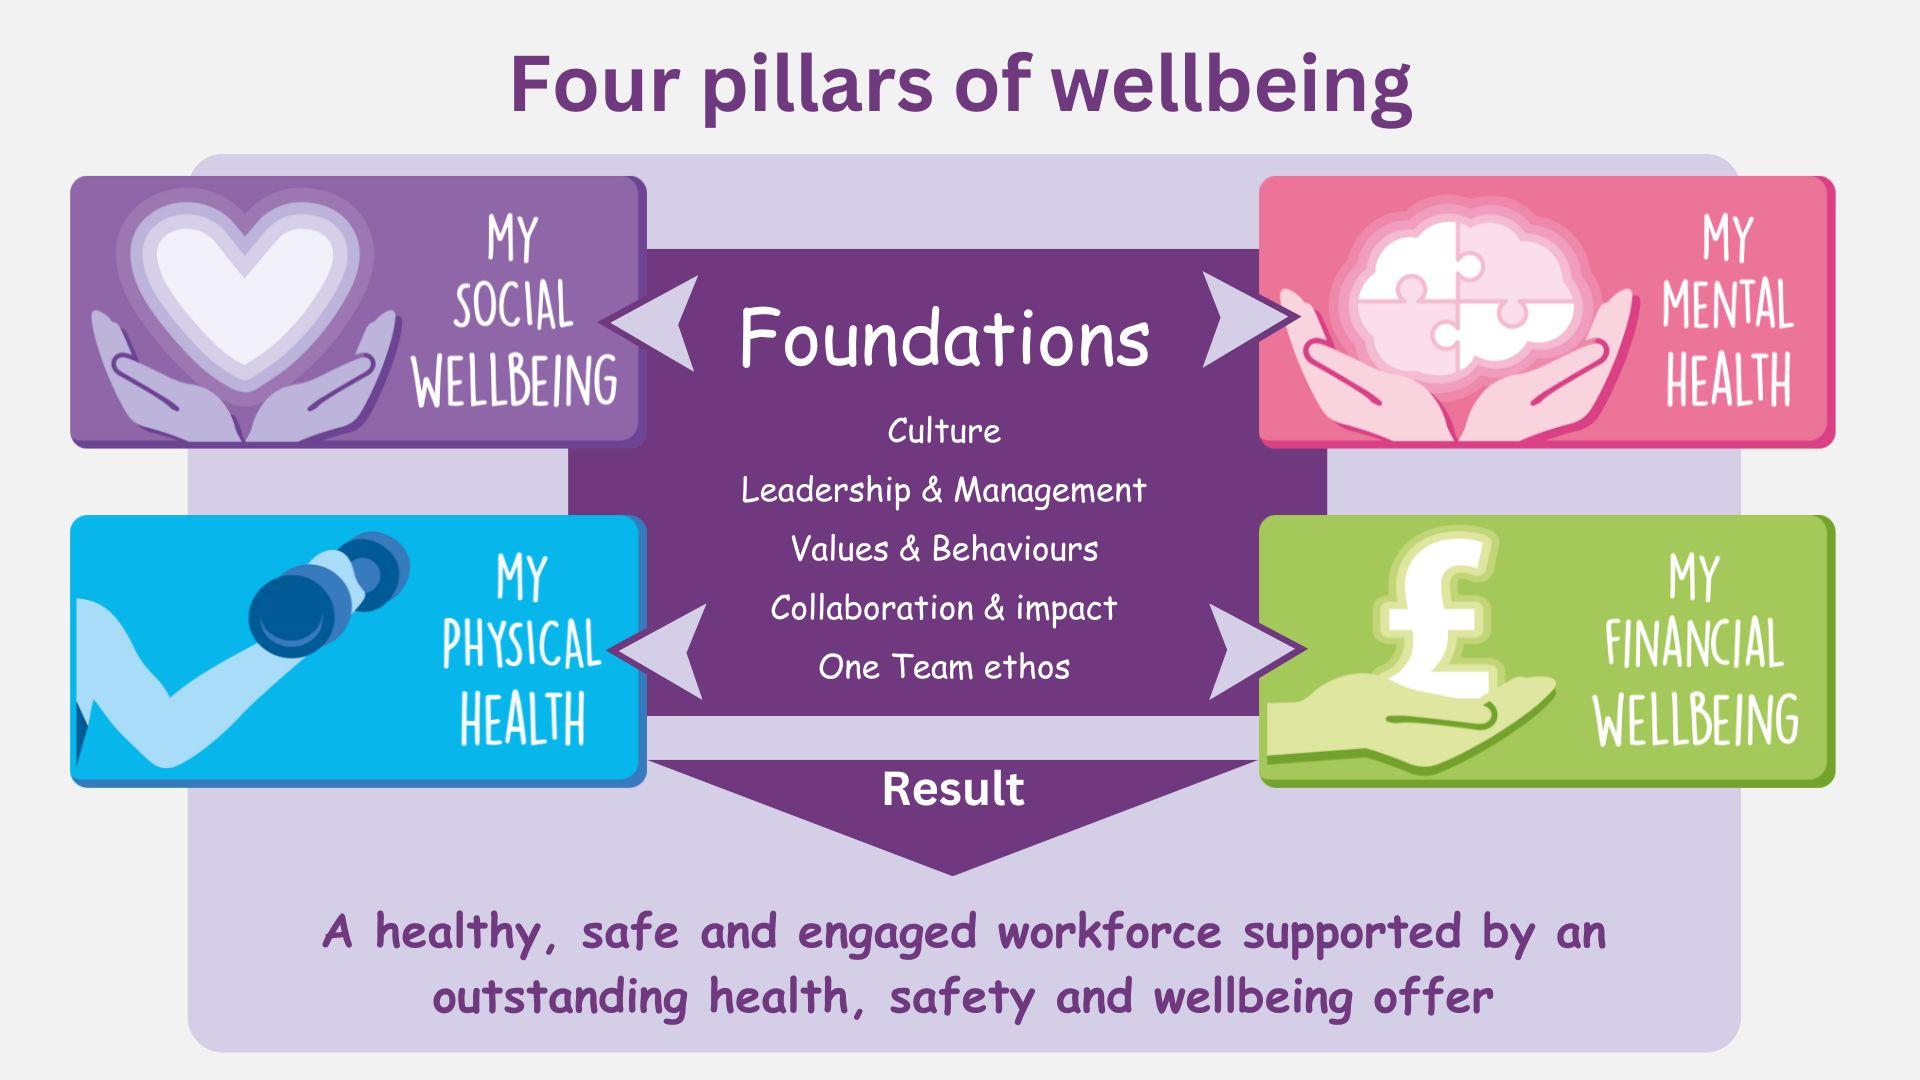 Four pillars of wellbeing
MY
SOCIAL
WELLBEING
MY
MENTAL
HEALTH
Foundations
Culture
Leadership & Management
Values & Behaviours
Collaboration & impact
One Team ethos
MY
PHYSICAL
HEALTH
£
MY
FINANCIAL
WELLBEING
Result
A healthy, safe and engaged workforce supported by an
outstanding health, safety and wellbeing offer